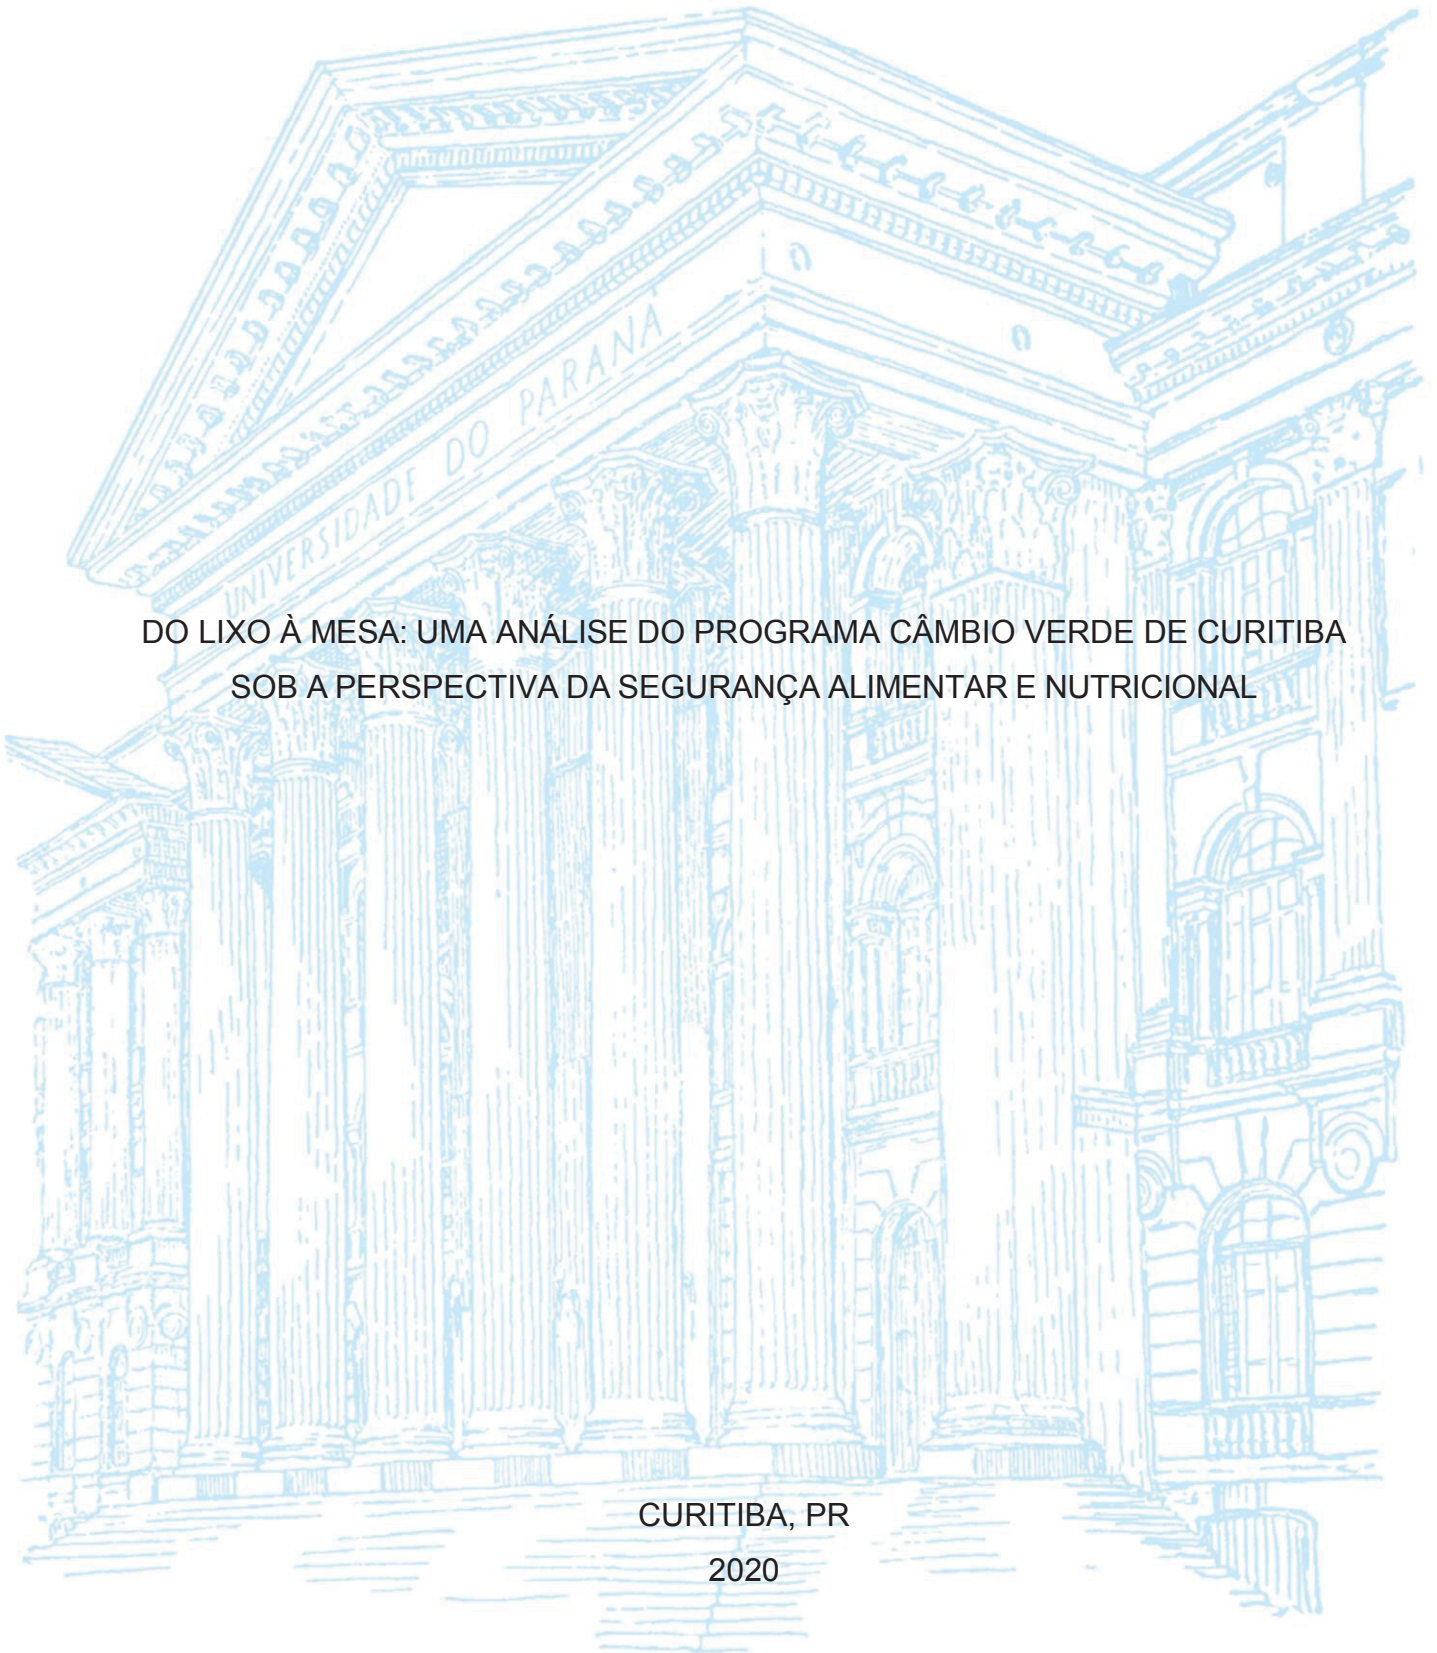 UNIVERSIDADE DO PARANÁ
DO LIXO À MESA: UMA ANÁLISE DO PROGRAMA CÂMBIO VERDE DE CURITIBA
SOB A PERSPECTIVA DA SEGURANÇA ALIMENTAR E NUTRICIONAL
CURITIBA, PR
2020